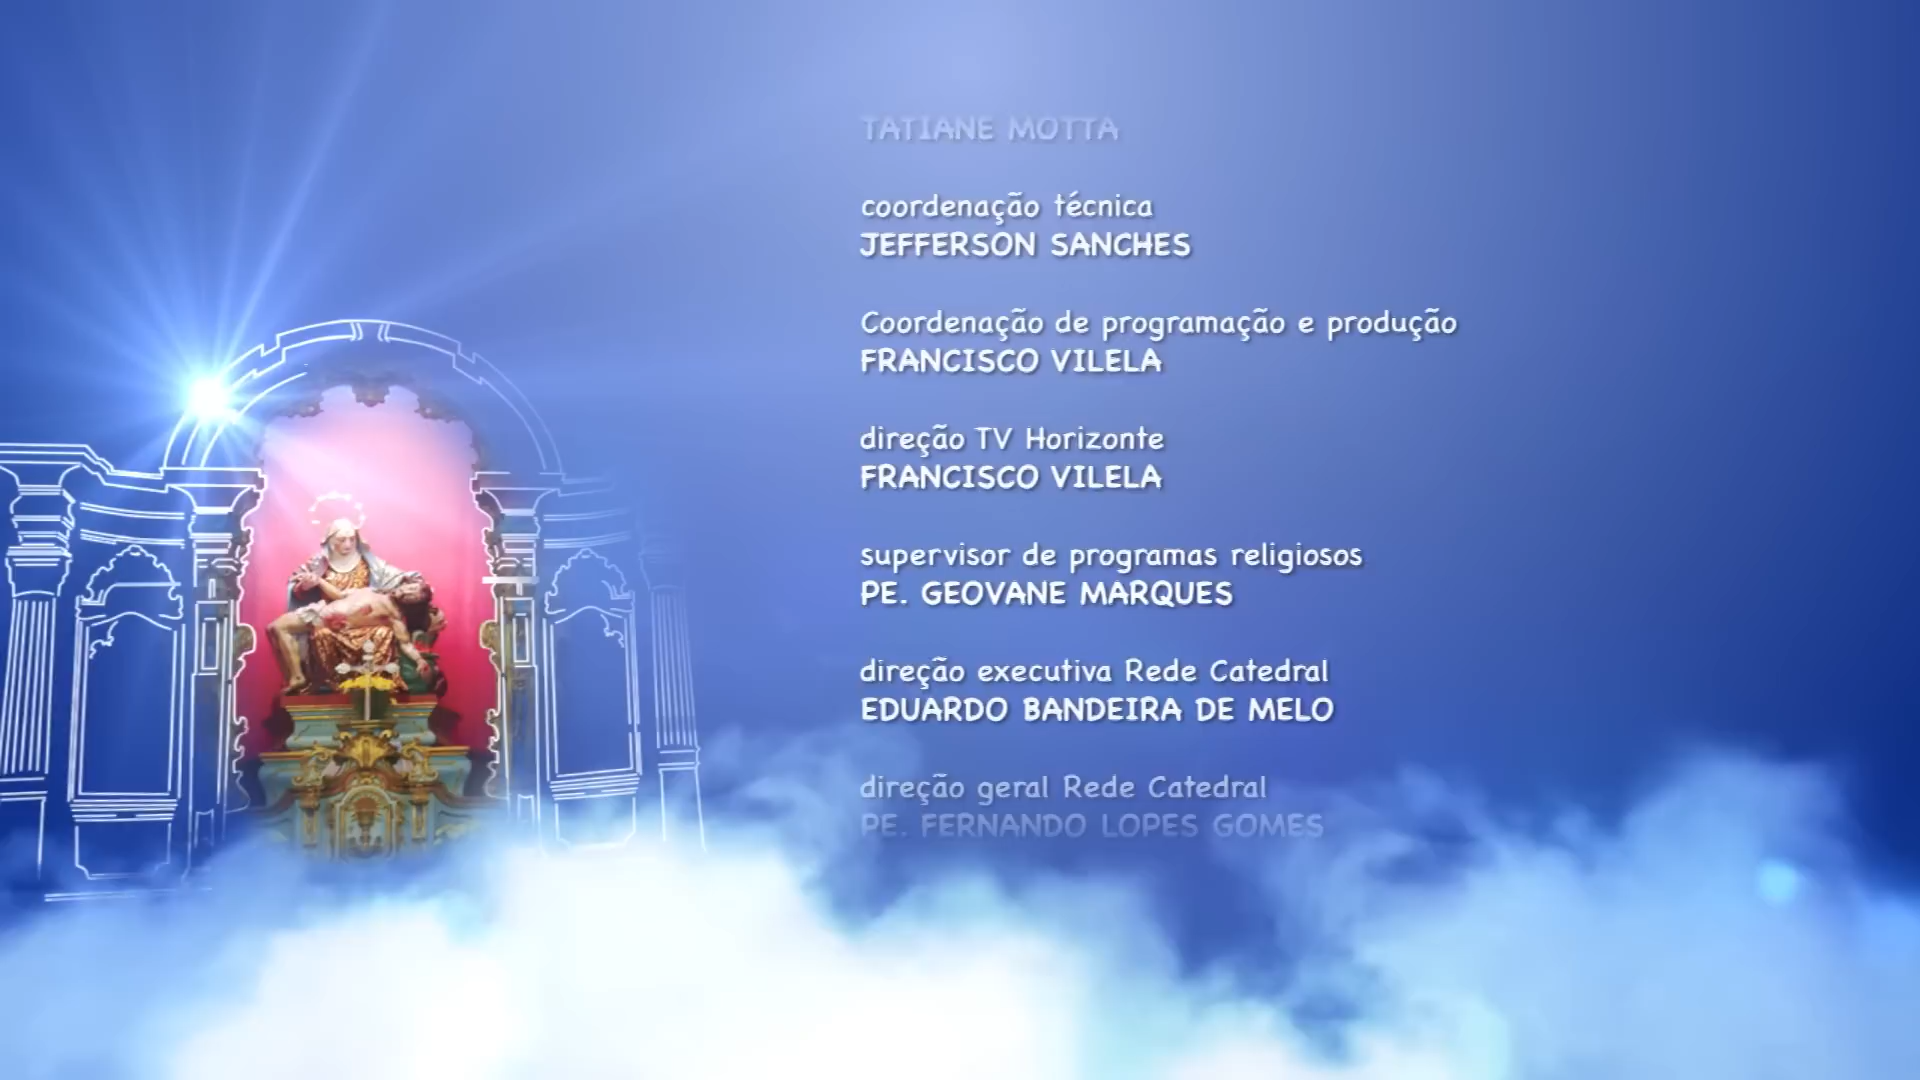 TATIANE MOTTA
coordenação técnica
JEFFERSON SANCHES
Coordenação de programação e produção
FRANCISCO VILELA
direção TV Horizonte
FRANCISCO VILELA
supervisor de programas religiosos
PE. GEOVANE MARQUES
direção executiva Rede Catedral
EDUARDO BANDEIRA DE MELO
direção geral Rede Catedral
PE. FERNANDO LOPES GOMES